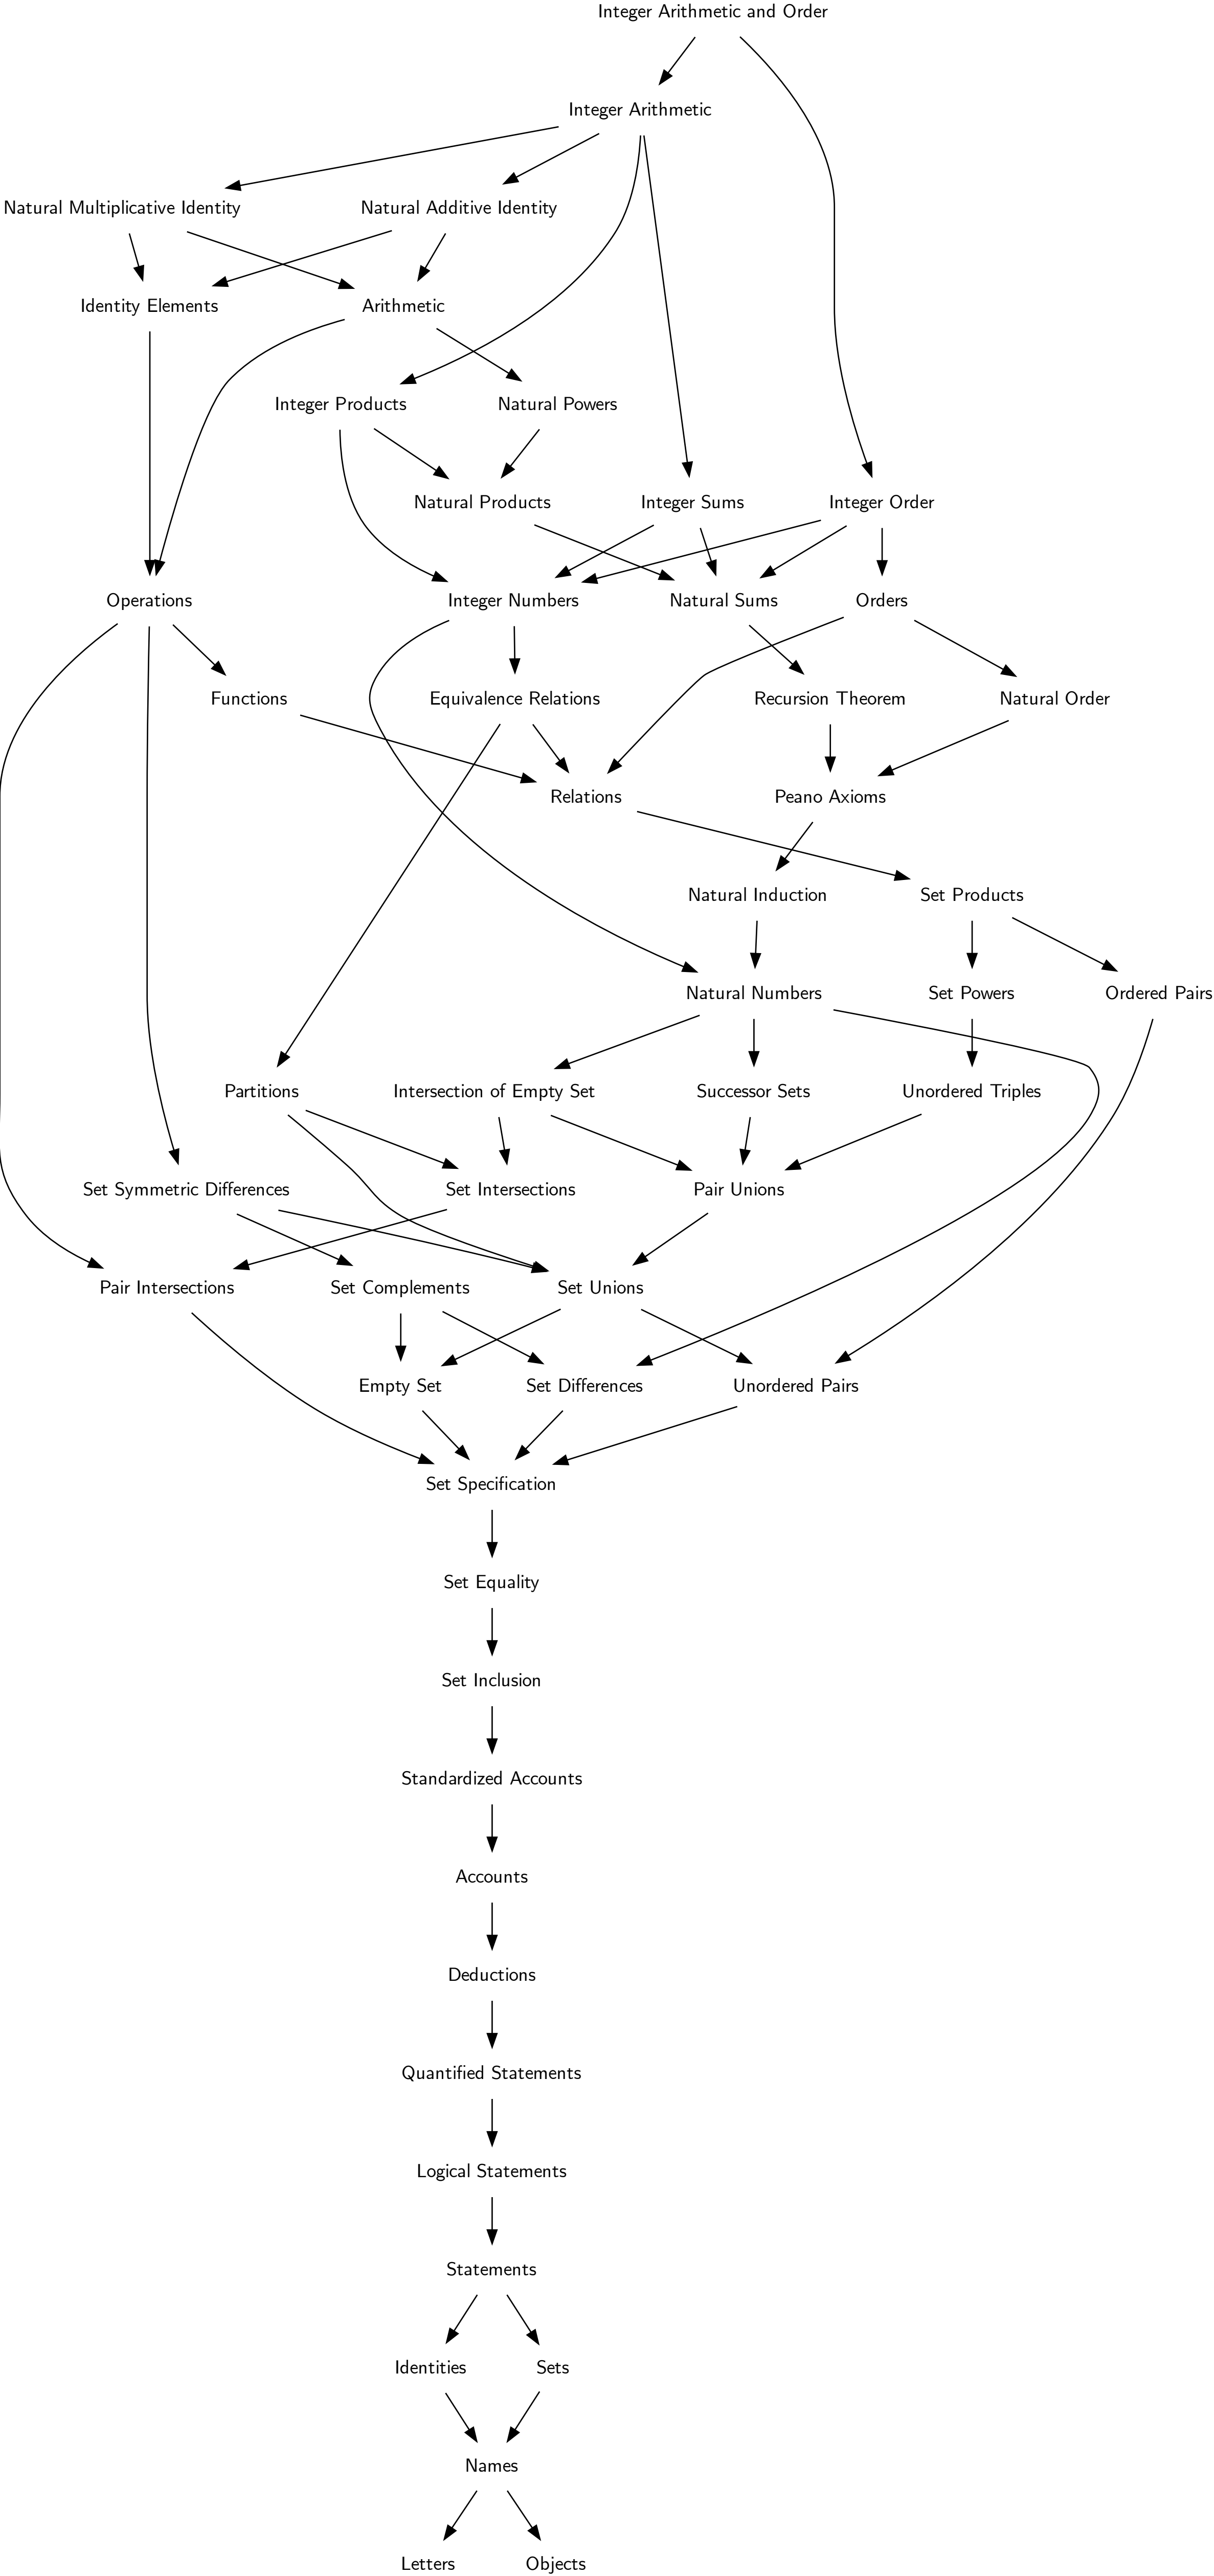 Integer Arithmetic and Order
Integer Arithmetic
Natural Multiplicative Identity
Natural Additive Identity
Identity Elements
Arithmetic
Integer Products
Natural Powers
Natural Products
Integer Sums
Integer Order
Operations
Integer Numbers
Natural Sums
Orders
Functions
Equivalence Relations
Recursion Theorem
Natural Order
Relations
Peano Axioms
Natural Induction
Set Products
Natural Numbers
Set Powers
Ordered Pairs
Partitions
Intersection of Empty Set
Successor Sets
Unordered Triples
Set Symmetric Differences
Set Intersections
Pair Unions
Pair Intersections
Set Complements
Set Unions
Empty Set
Set Differences
Unordered Pairs
Set Specification
Set Equality
Set Inclusion
Standardized Accounts
Accounts
Deductions
Quantified Statements
Logical Statements
Statements
Identities
Sets
Names
Letters
Objects